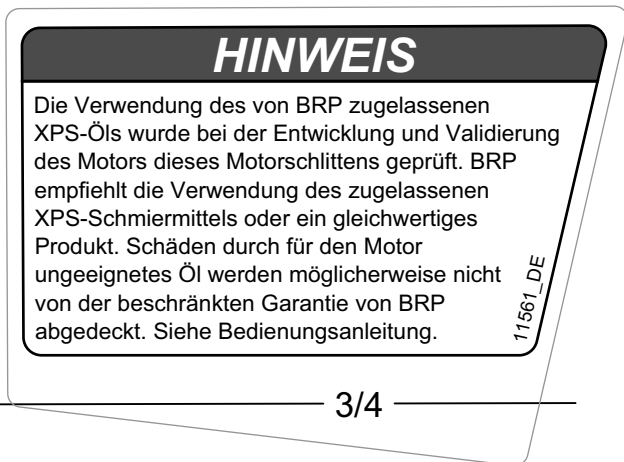 HINWEIS
Die Verwendung des von BRP zugelassenen
XPS-Öls wurde bei der Entwicklung und Validierung
des Motors dieses Motorschlittens geprüft. BRP
empfiehlt die Verwendung des zugelassenen
XPS-Schmiermittels oder ein gleichwertiges
Produkt. Schäden durch für den Motor
ungeeignetes Öl werden möglicherweise nicht
von der beschränkten Garantie von BRP
abgedeckt. Siehe Bedienungsanleitung.
11561_DE
3/4